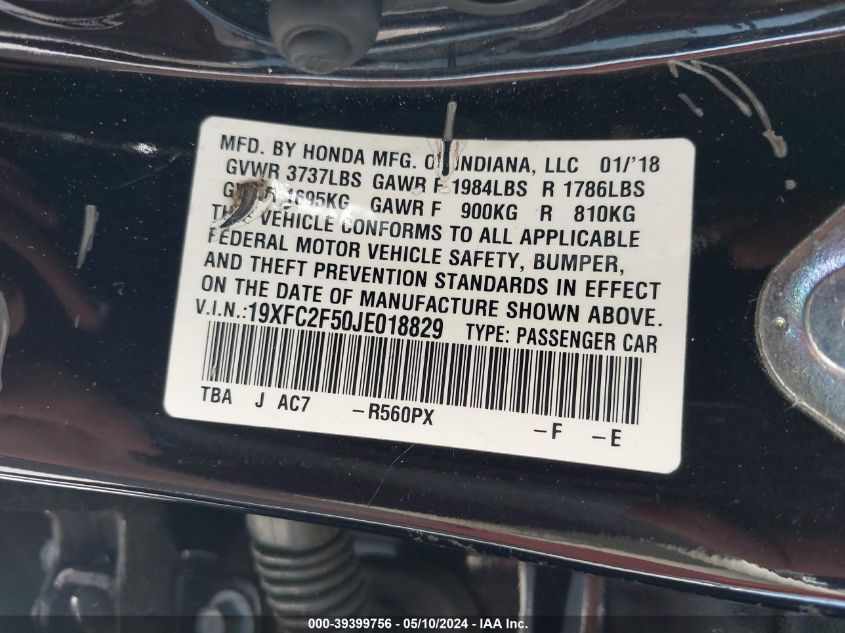 MFD. BY HONDA MFG. OF INDIANA, LLC 01/'18
GVWR 3737LBS GAWR F 1984LBS R 1786LBS
1695KG GAWR F 900KG R 810KG
THIS VEHICLE CONFORMS TO ALL APPLICABLE
FEDERAL MOTOR VEHICLE SAFETY, BUMPER,
AND THEFT PREVENTION STANDARDS IN EFFECT
ON THE DATE OF MANUFACTURE SHOWN ABOVE.
V.I.N.:19XFC2F50JE018829 TYPE: PASSENGER CAR
TBA J AC7 -R560PX -F -E
000-39399756 - 05/10/2024 - IAA Inc.